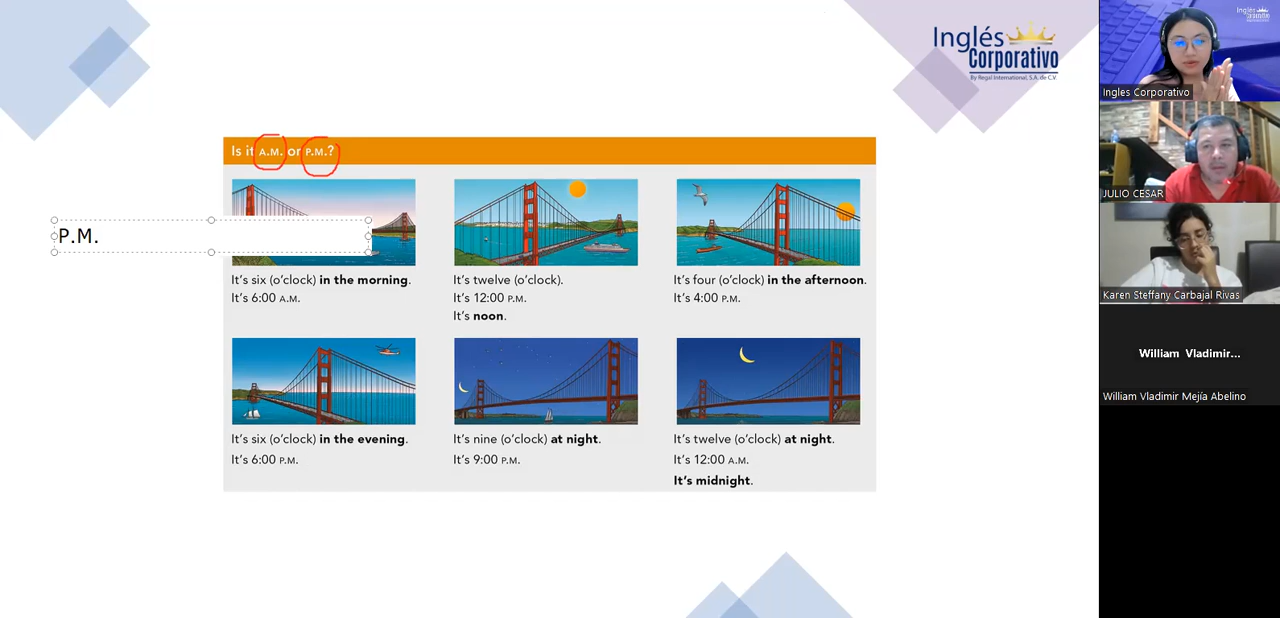 Inglés
Corporativo
By Regal International, S.A. de C.V.
Is it A.M. or P.M.?
P.M.
It's six (o'clock) in the morning.
It's 6:00 A.M.
It's twelve (o'clock).
It's 12:00 P.M.
It's noon.
It's four (o'clock) in the afternoon.
It's 4:00 P.M.
It's six (o'clock) in the evening.
It's 6:00 P.M.
It's nine (o'clock) at night.
It's 9:00 P.M.
It's twelve (o'clock) at night.
It's 12:00 A.M.
It's midnight.
Inglés
Ingles Corporativo
JULIO CESAR
Karen Steffany Carbajal Rivas
William Vladimir...
William Vladimir Mejía Abelino